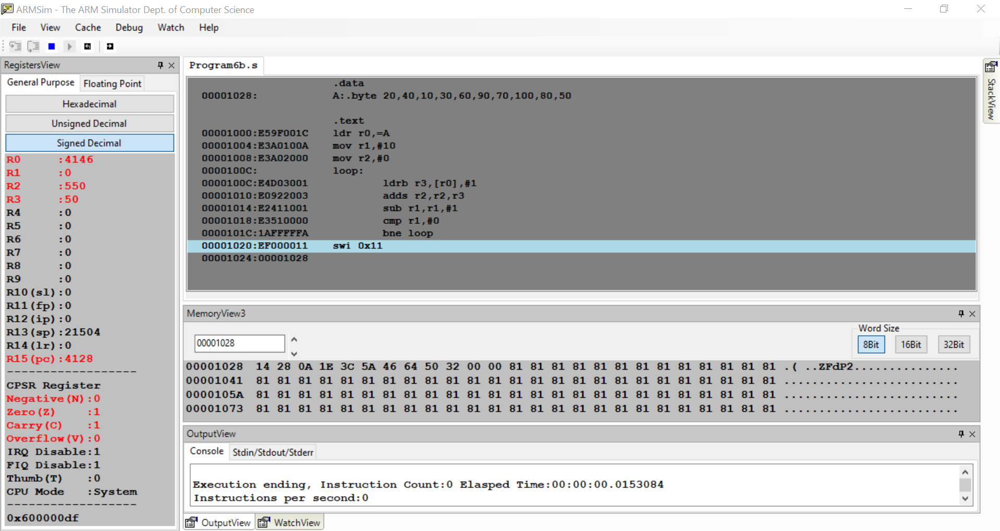 ARMSim - The ARM Simulator Dept. of Computer Science
File View Cache Debug Watch Help
RegistersView
General Purpose Floating Point
Hexadecimal
Unsigned Decimal
Signed Decimal
R0 :4146
R1 :0
R2 :550
R3 :50
R4 :0
R5 :0
R6 :0
R7 :0
R8 :0
R9 :0
R10(sl):0
R11(fp):0
R12(ip):0
R13(sp):21504
R14(lr):0
R15(pc):4128
-------------------
CPSR Register
Negative(N):0
Zero(Z) :1
Carry(C) :1
Overflow(V):0
IRQ Disable:1
FIQ Disable:1
Thumb(T) :0
CPU Mode :System
-------------------
0x600000df
Program6b.s
.data
00001028: A:.byte 20,40,10,30,60,90,70,100,80,50
.text
00001000:E59F001C ldr r0,=A
00001004:E3A0100A mov r1,#10
00001008:E3A02000 mov r2,#0
0000100C: loop:
0000100C:E4D03001 ldrb r3,[r0],#1
00001010:E0922003 adds r2,r2,r3
00001014:E2411001 sub r1,r1,#1
00001018:E3510000 cmp r1,#0
0000101C:1AFFFFFA bne loop
00001020:EF000011 swi 0x11
00001024:00001028
StackView
MemoryView3
00001028
Word Size
8Bit 16Bit 32Bit
00001028 14 28 0A 1E 3C 5A 46 64 50 32 00 00 81 81 81 81 81 81 81 81 81 81 81 81 81 .( ..ZFdP2...............
00001041 81 81 81 81 81 81 81 81 81 81 81 81 81 81 81 81 81 81 81 81 81 81 81 81 81 .........................
0000105A 81 81 81 81 81 81 81 81 81 81 81 81 81 81 81 81 81 81 81 81 81 81 81 81 81 .........................
00001073 81 81 81 81 81 81 81 81 81 81 81 81 81 81 81 81 81 81 81 81 81 81 81 81 81 .........................
OutputView
Console Stdin/Stdout/Stderr
Execution ending, Instruction Count:0 Elasped Time:00:00:00.0153084
Instructions per second:0
OutputView WatchView